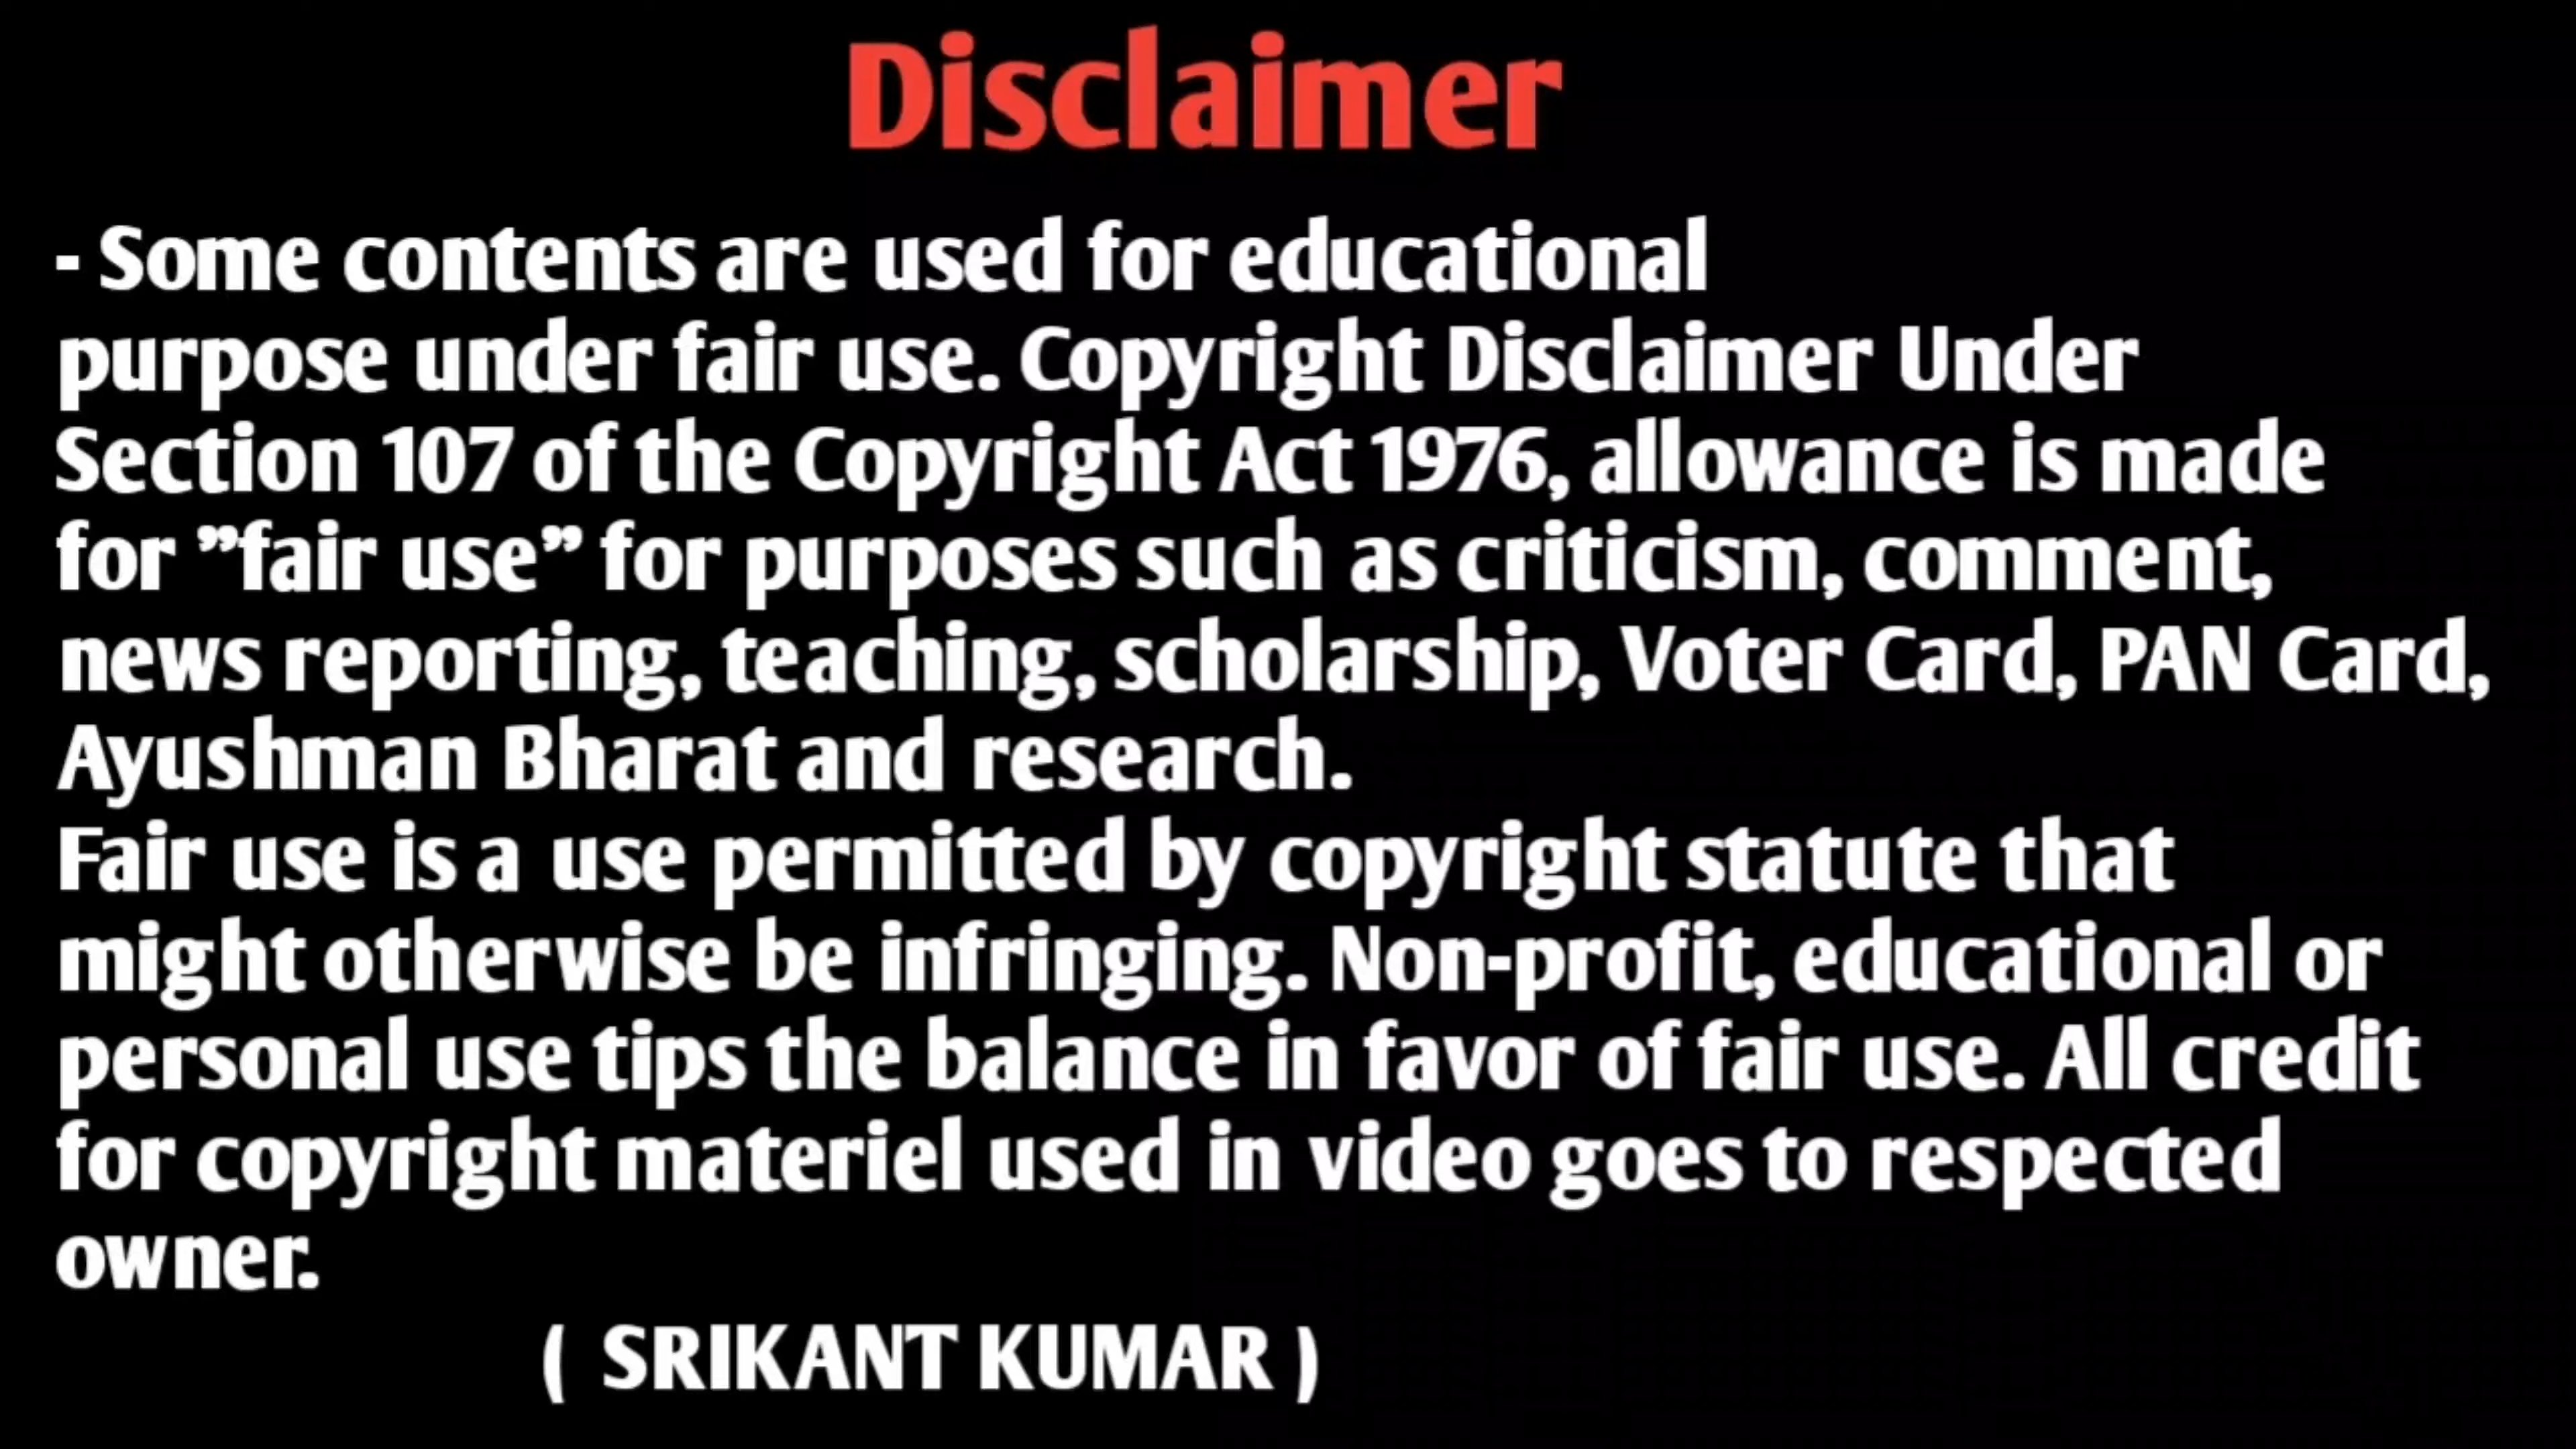 Disclaimer
- Some contents are used for educational
purpose under fair use. Copyright Disclaimer Under
Section 107 of the Copyright Act 1976, allowance is made
for ”fair use” for purposes such as criticism, comment,
news reporting, teaching, scholarship, Voter Card, PAN Card,
Ayushman Bharat and research.
Fair use is a use permitted by copyright statute that
might otherwise be infringing. Non-profit, educational or
personal use tips the balance in favor of fair use. All credit
for copyright materiel used in video goes to respected
owner.
( SRIKANT KUMAR )